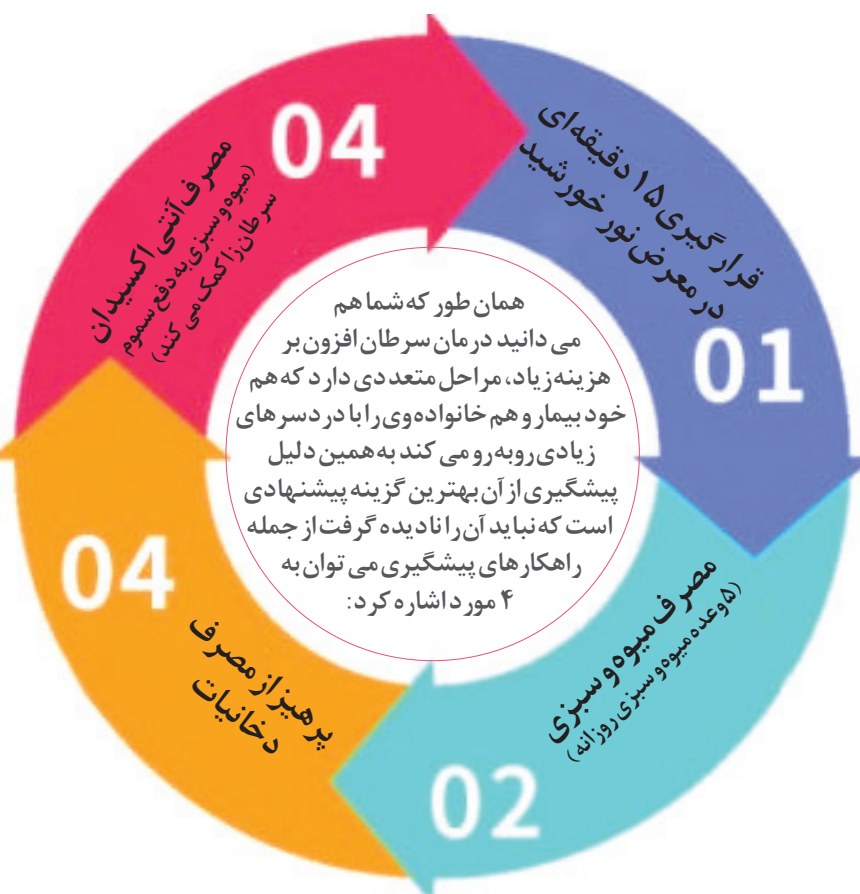 همان طور که شما هم
می دانید درمان سرطان افزون بر
هزینه زیاد، مراحل متعددی دارد که هم
خود بیمار و هم خانواده وی را با دردسرهای
زیادی روبه رو می کند به همین دلیل
پیشگیری از آن بهترین گزینه پیشنهادی
است که نباید آن را نادیده گرفت از جمله
راهکارهای پیشگیری می توان به
۴ مورد اشاره کرد:
قرارگیری ۱۵ دقیقه ای
در معرض نور خورشید
01
مصرف میوه و سبزی
(۵ وعده میوه و سبزی روزانه)
02
پرهیز از مصرف
دخانیات
04
مصرف آنتی اکسیدان
(میوه و سبزی به دفع سموم
سرطان زا کمک می کند)
04